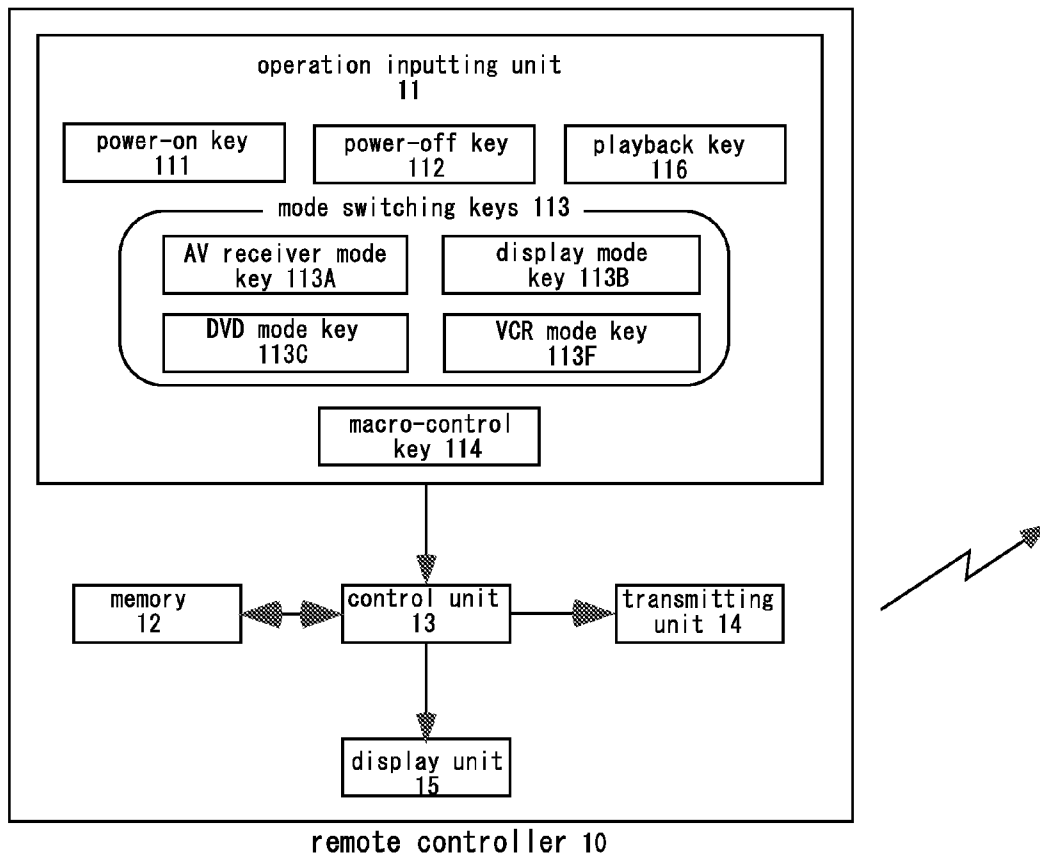 operation inputting unit
11
power-on key
111
power-off key
112
playback key
116
mode switching keys 113
AV receiver mode
key 113A
display mode
key 113B
DVD mode key
113C
VCR mode key
113F
macro-control
key 114
memory
12
control unit
13
transmitting
unit 14
display unit
15
remote controller 10